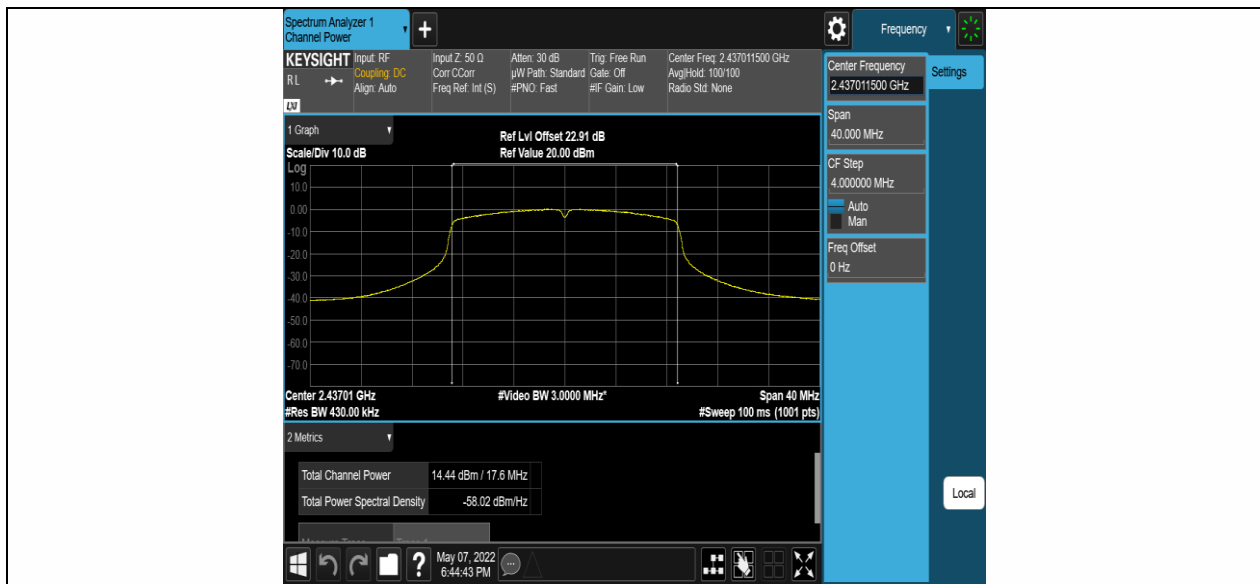 Spectrum Analyzer 1
Channel Power
Frequency
KEYSIGHT
R L
LXI
Input: RF
Coupling: DC
Align: Auto
Input Z: 50 Ω
Corr CCorr
Freq Ref: Int (S)
Atten: 30 dB
µW Path: Standard
#PNO: Fast
Trig: Free Run
Gate: Off
#IF Gain: Low
Center Freq: 2.437011500 GHz
Avg|Hold: 100/100
Radio Std: None
Center Frequency
2.437011500 GHz
Settings
Span
40.000 MHz
CF Step
4.000000 MHz
Auto
Man
Freq Offset
0 Hz
Local
1 Graph
Scale/Div 10.0 dB
Ref Lvl Offset 22.91 dB
Ref Value 20.00 dBm
Log
10.0
0.00
-10.0
-20.0
-30.0
-40.0
-50.0
-60.0
-70.0
Center 2.43701 GHz
#Res BW 430.00 kHz
#Video BW 3.0000 MHz*
Span 40 MHz
#Sweep 100 ms (1001 pts)
2 Metrics
Total Channel Power 14.44 dBm / 17.6 MHz
Total Power Spectral Density -58.02 dBm/Hz
May 07, 2022
6:44:43 PM